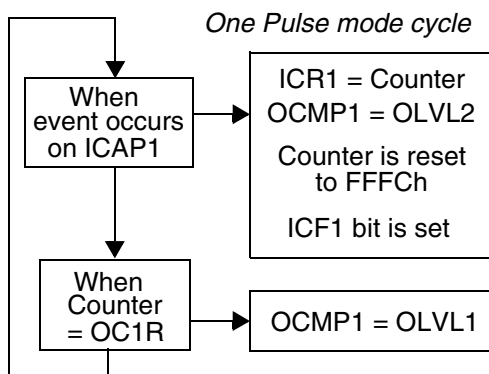 One Pulse mode cycle
When
event occurs
on ICAP1
ICR1 = Counter
OCMP1 = OLVL2
Counter is reset
to FFFCh
ICF1 bit is set
When
Counter
= OC1R
OCMP1 = OLVL1